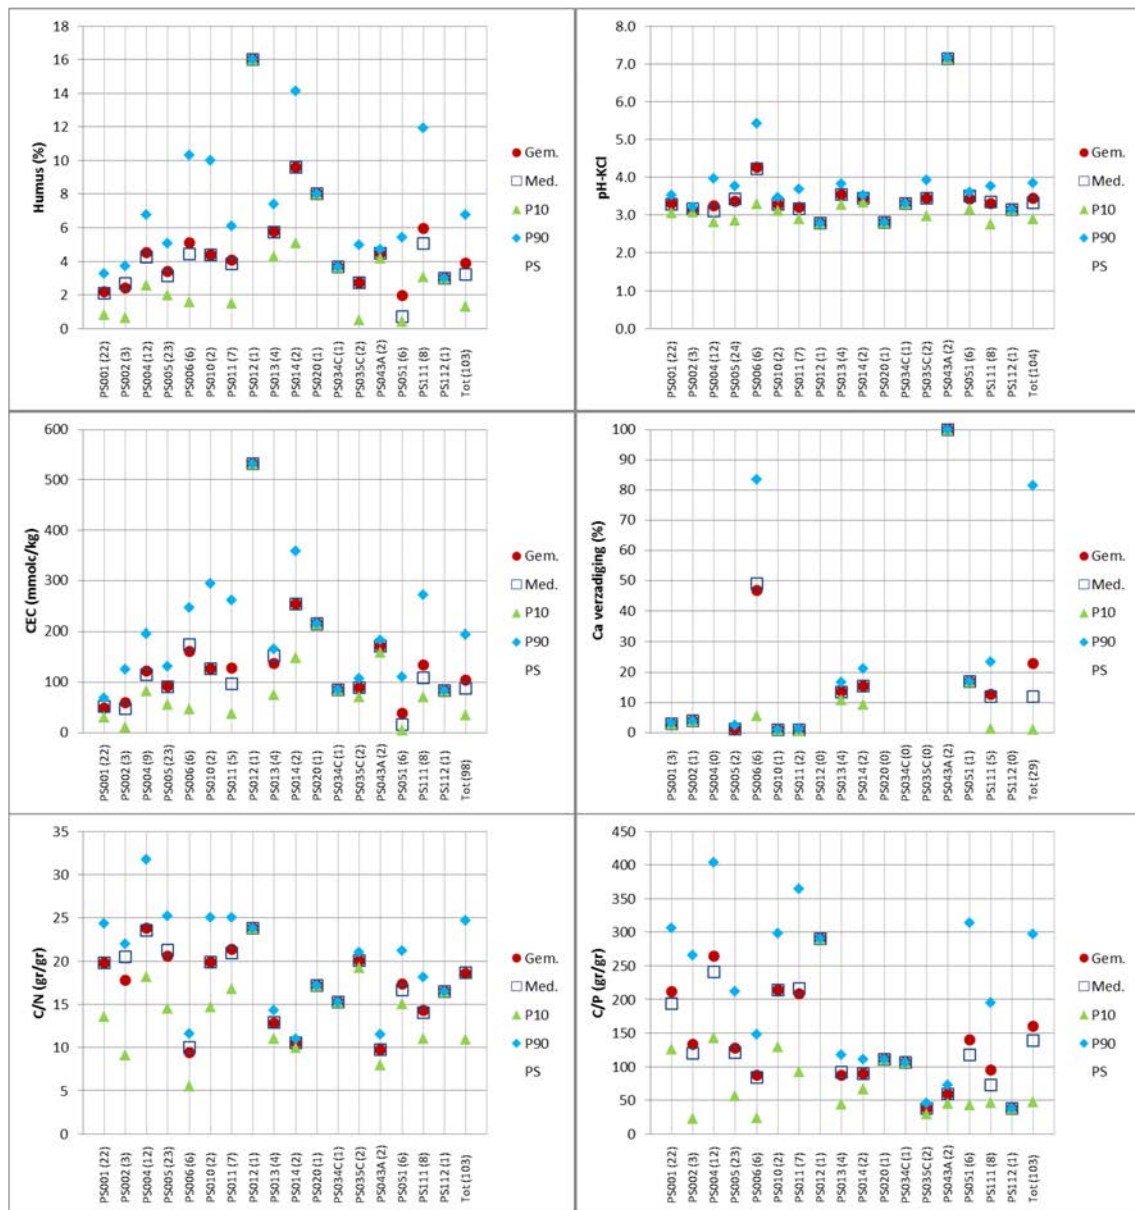 18
16
14
12
10
8
6
4
2
0
Humus (%)
PS001 (22)
PS002 (3)
PS004 (12)
PS005 (23)
PS006 (6)
PS010 (2)
PS011 (7)
PS012 (1)
PS013 (4)
PS014 (2)
PS020 (1)
PS034C (1)
PS035C (2)
PS043A (2)
PS051 (6)
PS111 (8)
PS112 (1)
Tot (103)
Gem.
Med.
P10
P90
PS
8.0
7.0
6.0
5.0
4.0
3.0
2.0
1.0
0.0
pH-KCl
PS001 (22)
PS002 (3)
PS004 (12)
PS005 (24)
PS006 (6)
PS010 (2)
PS011 (7)
PS012 (1)
PS013 (4)
PS014 (2)
PS020 (1)
PS034C (1)
PS035C (2)
PS043A (2)
PS051 (6)
PS111 (8)
PS112 (1)
Tot (104)
Gem.
Med.
P10
P90
PS
600
500
400
300
200
100
0
CEC (mmolc/kg)
PS001 (22)
PS002 (3)
PS004 (9)
PS005 (23)
PS006 (6)
PS010 (2)
PS011 (5)
PS012 (1)
PS013 (4)
PS014 (2)
PS020 (1)
PS034C (1)
PS035C (2)
PS043A (2)
PS051 (6)
PS111 (8)
PS112 (1)
Tot (98)
Gem.
Med.
P10
P90
PS
100
90
80
70
60
50
40
30
20
10
0
Ca verzadiging (%)
PS001 (3)
PS002 (1)
PS004 (0)
PS005 (2)
PS006 (6)
PS010 (2)
PS011 (2)
PS012 (0)
PS013 (4)
PS014 (2)
PS020 (0)
PS034C (0)
PS035C (0)
PS043A (2)
PS051 (1)
PS111 (5)
PS112 (0)
Tot (29)
Gem.
Med.
P10
P90
PS
35
30
25
20
15
10
5
0
C/N (gr/gr)
PS001 (22)
PS002 (3)
PS004 (12)
PS005 (23)
PS006 (6)
PS010 (2)
PS011 (7)
PS012 (1)
PS013 (4)
PS014 (2)
PS020 (1)
PS034C (1)
PS035C (2)
PS043A (2)
PS051 (6)
PS111 (8)
PS112 (1)
Tot (103)
Gem.
Med.
P10
P90
PS
450
400
350
300
250
200
150
100
50
0
C/P (gr/gr)
PS001 (22)
PS002 (3)
PS004 (12)
PS005 (23)
PS006 (6)
PS010 (2)
PS011 (7)
PS012 (1)
PS013 (4)
PS014 (2)
PS020 (1)
PS034C (1)
PS035C (2)
PS043A (2)
PS051 (6)
PS111 (8)
PS112 (1)
Tot (103)
Gem.
Med.
P10
P90
PS